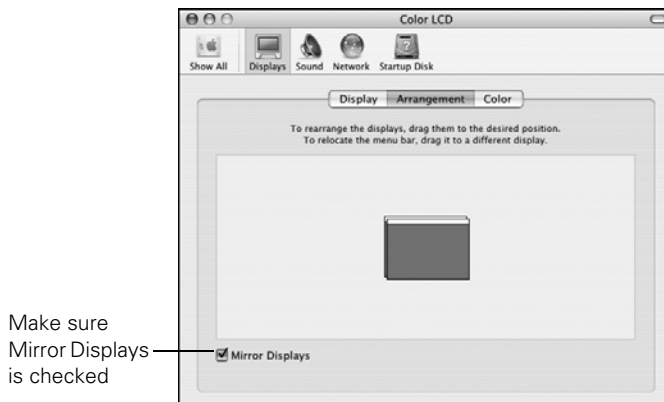 Color LCD
Show All Displays Sound Network Startup Disk
Display Arrangement Color
To rearrange the displays, drag them to the desired position.
To relocate the menu bar, drag it to a different display.
Make sure
Mirror Displays
is checked
Mirror Displays